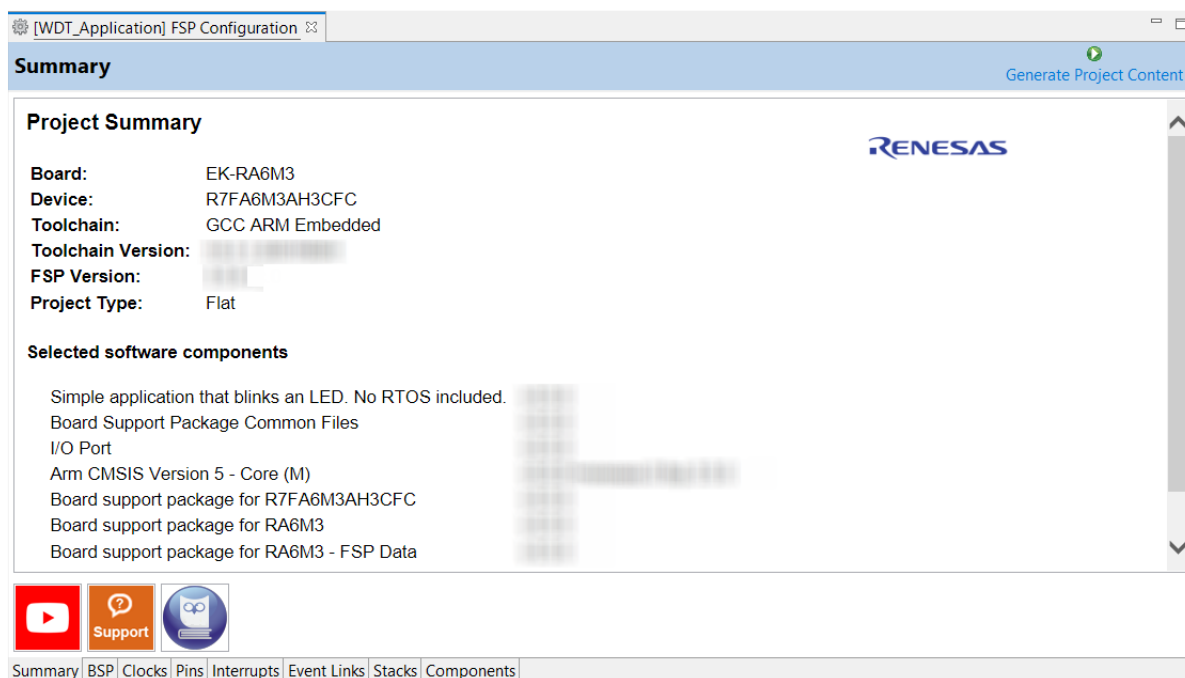 [WDT_Application] FSP Configuration
Summary
Generate Project Content
Project Summary
RENESAS
Board: EK-RA6M3
Device: R7FA6M3AH3CFC
Toolchain: GCC ARM Embedded
Toolchain Version:
FSP Version:
Project Type: Flat
Selected software components
Simple application that blinks an LED. No RTOS included.
Board Support Package Common Files
I/O Port
Arm CMSIS Version 5 - Core (M)
Board support package for R7FA6M3AH3CFC
Board support package for RA6M3
Board support package for RA6M3 - FSP Data
Support
Summary BSP Clocks Pins Interrupts Event Links Stacks Components